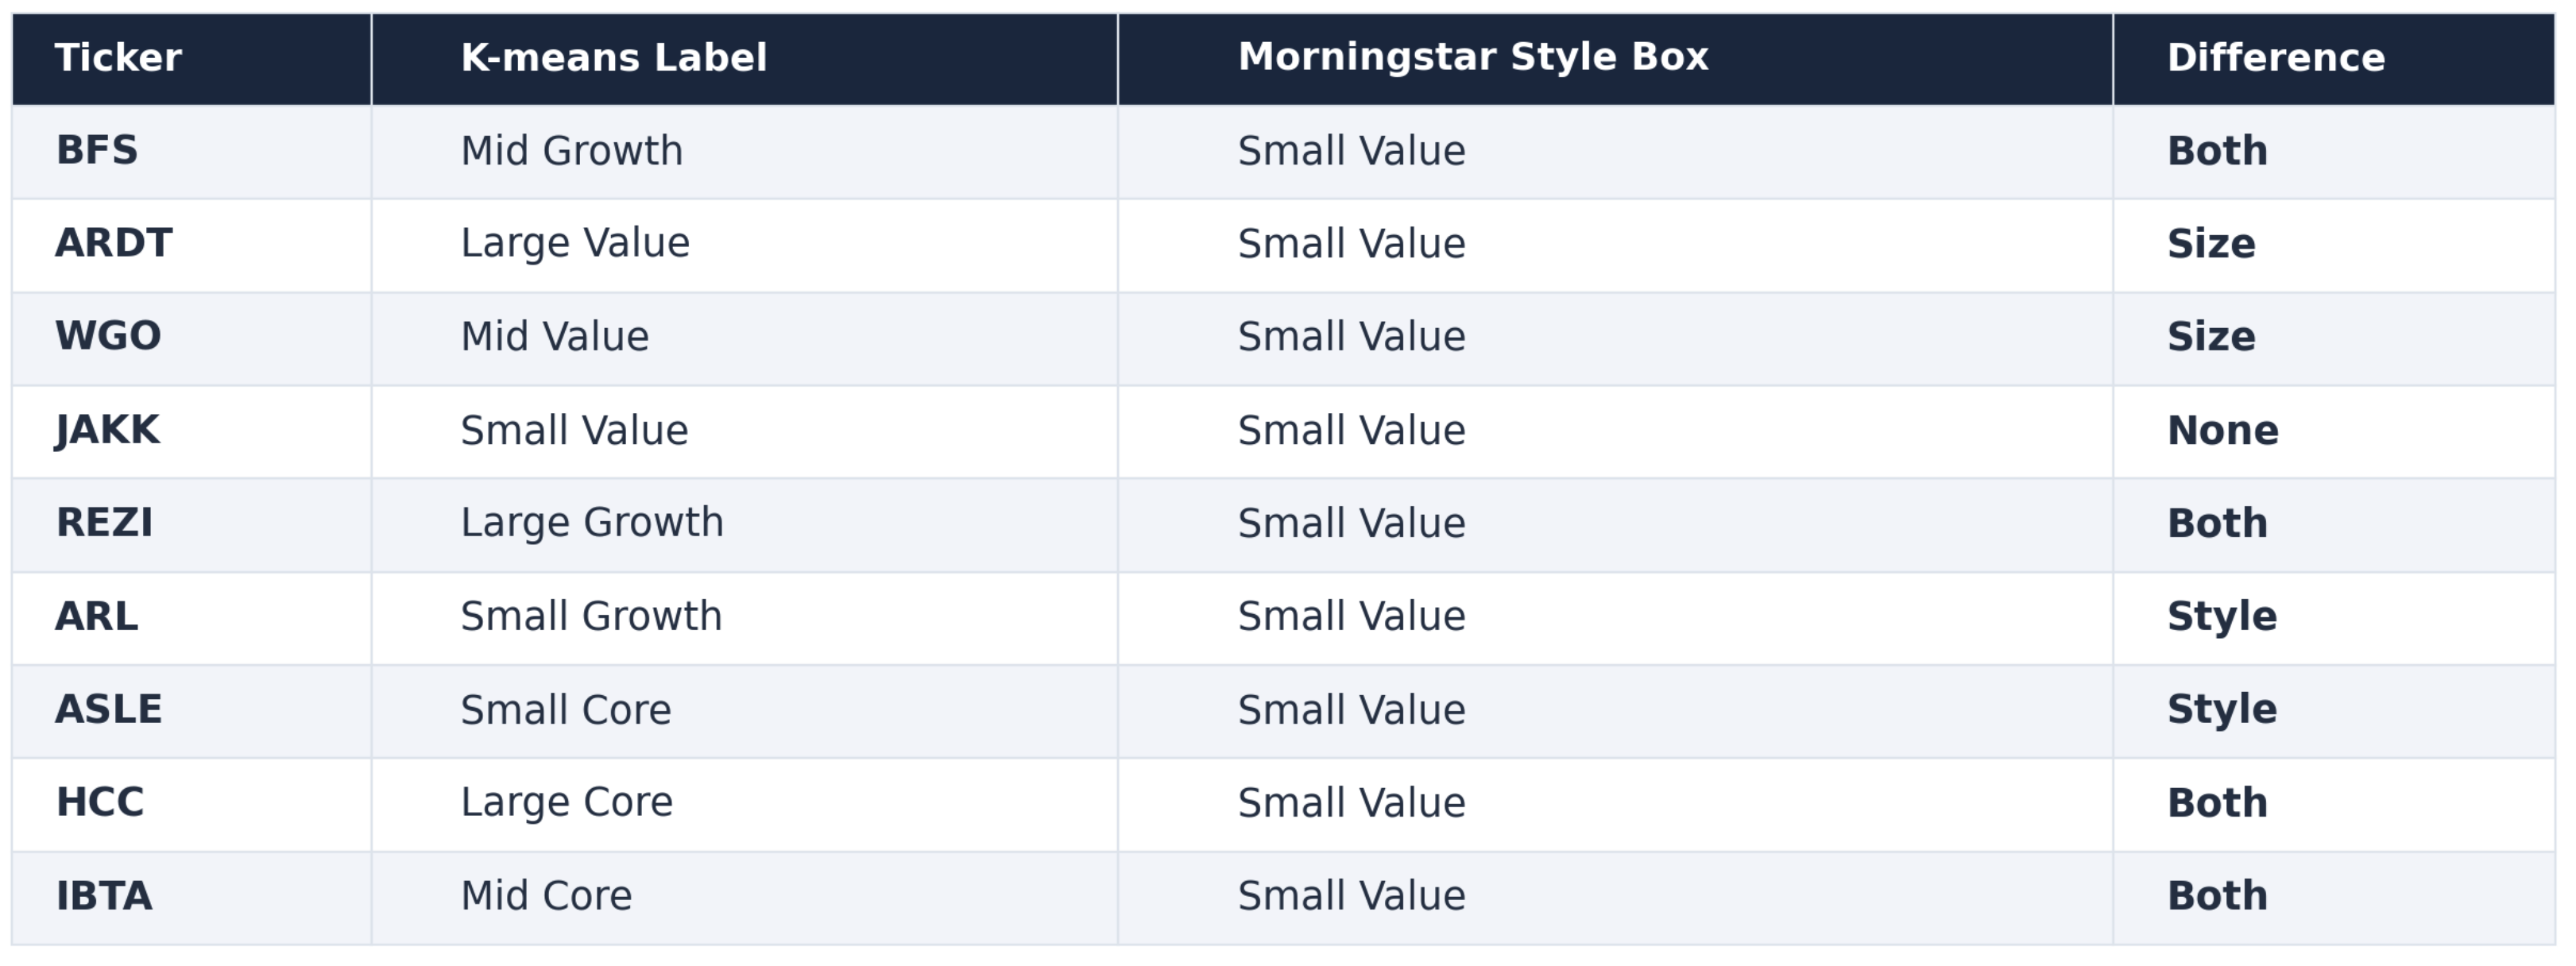 Ticker K-means Label Morningstar Style Box Difference
BFS Mid Growth Small Value Both
ARDT Large Value Small Value Size
WGO Mid Value Small Value Size
JAKK Small Value Small Value None
REZI Large Growth Small Value Both
ARL Small Growth Small Value Style
ASLE Small Core Small Value Style
HCC Large Core Small Value Both
IBTA Mid Core Small Value Both